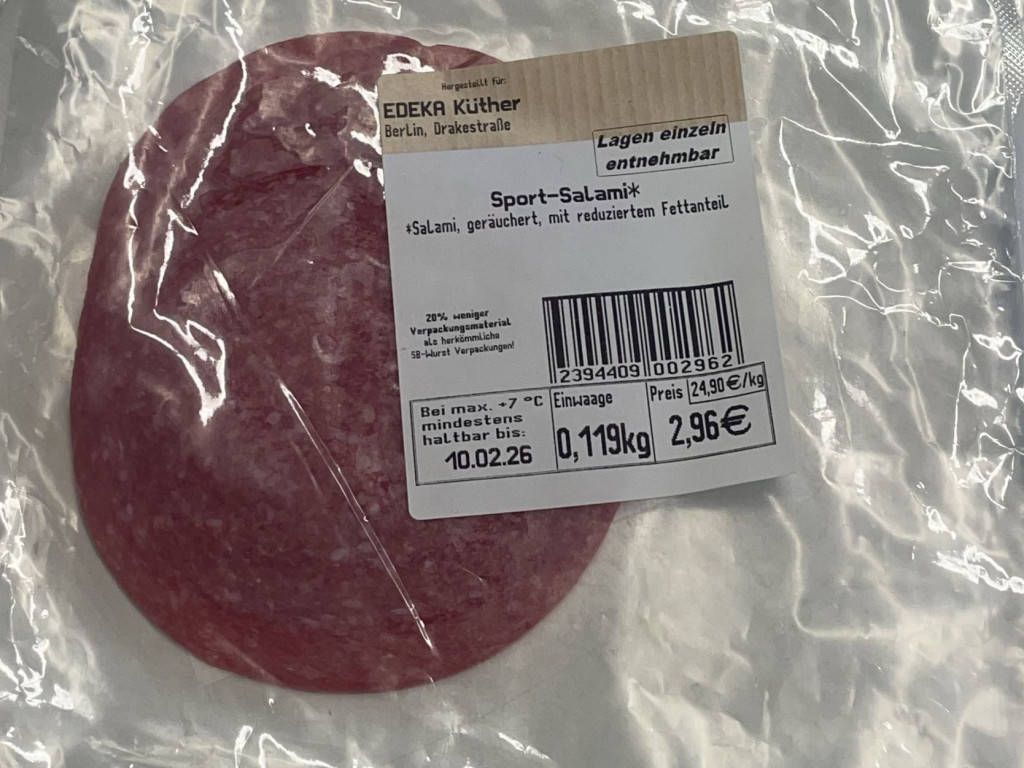 Hergestellt für:
EDEKA Küther
Berlin, Drakestraße
Lagen einzeln
entnehmbar
Sport-Salami*
*Salami, geräuchert, mit reduziertem Fettanteil
20% weniger
Verpackungsmaterial
als herkömmliche
SB-Wurst Verpackungen!
2394409 002962
Bei max. +7 °C
mindestens
haltbar bis:
10.02.26
Einwaage
0,119kg
Preis 24,90€/kg
2,96€